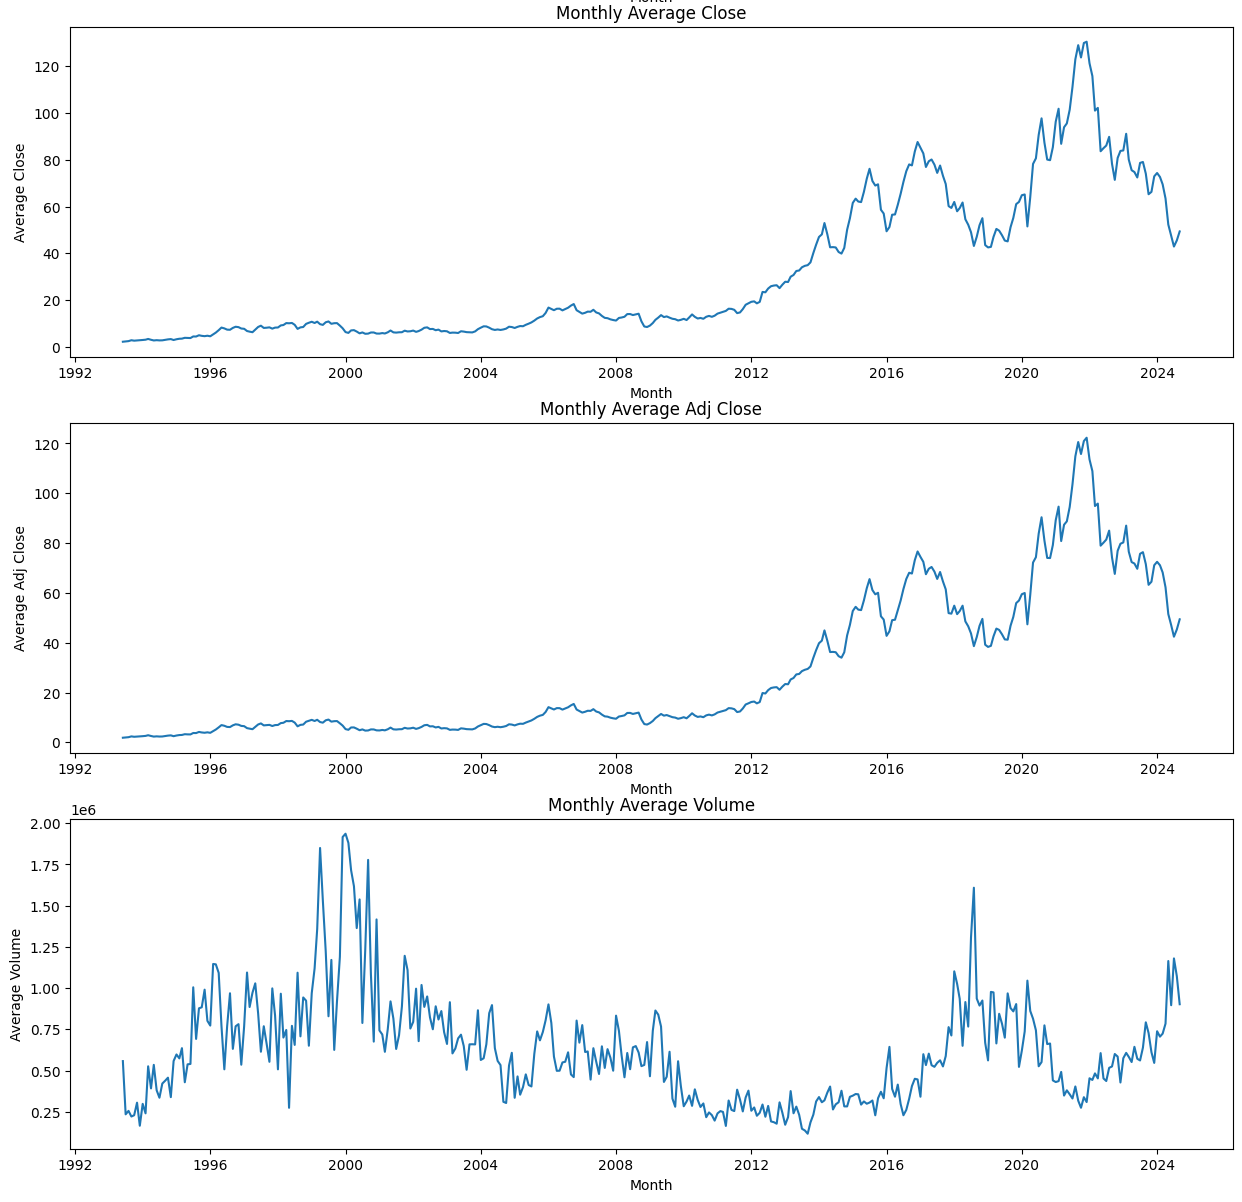 Month
Monthly Average Close
Average Close
120
100
80
60
40
20
0
1992 1996 2000 2004 2008 2012 2016 2020 2024
Month
Monthly Average Adj Close
Average Adj Close
120
100
80
60
40
20
0
1992 1996 2000 2004 2008 2012 2016 2020 2024
Month
Monthly Average Volume
1e6
Average Volume
2.00
1.75
1.50
1.25
1.00
0.75
0.50
0.25
1992 1996 2000 2004 2008 2012 2016 2020 2024
Month